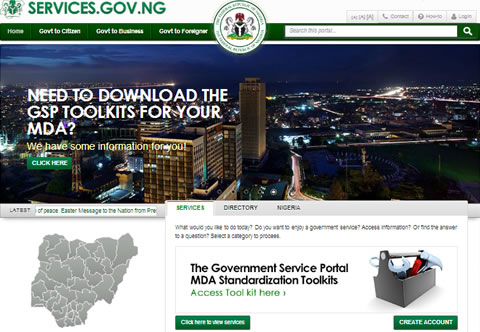 SERVICES.GOV.NG
[A] [A] Contact How-to Login
Home Govt to Citizen Govt to Business Govt to Foreigner
Search this portal...
NEED TO DOWNLOAD THE
GSP TOOLKITS FOR YOUR
MDA?
We have some information for you!
CLICK HERE
LATEST of peace. Easter Message to the Nation from Pre
SERVICES DIRECTORY NIGERIA
What would you like to do today? Do you want to enjoy a government service? Access information? Or find the answer
to a question? Select a category to process.
The Government Service Portal
MDA Standardization Toolkits
Access Tool kit here ›
Click here to view services
CREATE ACCOUNT